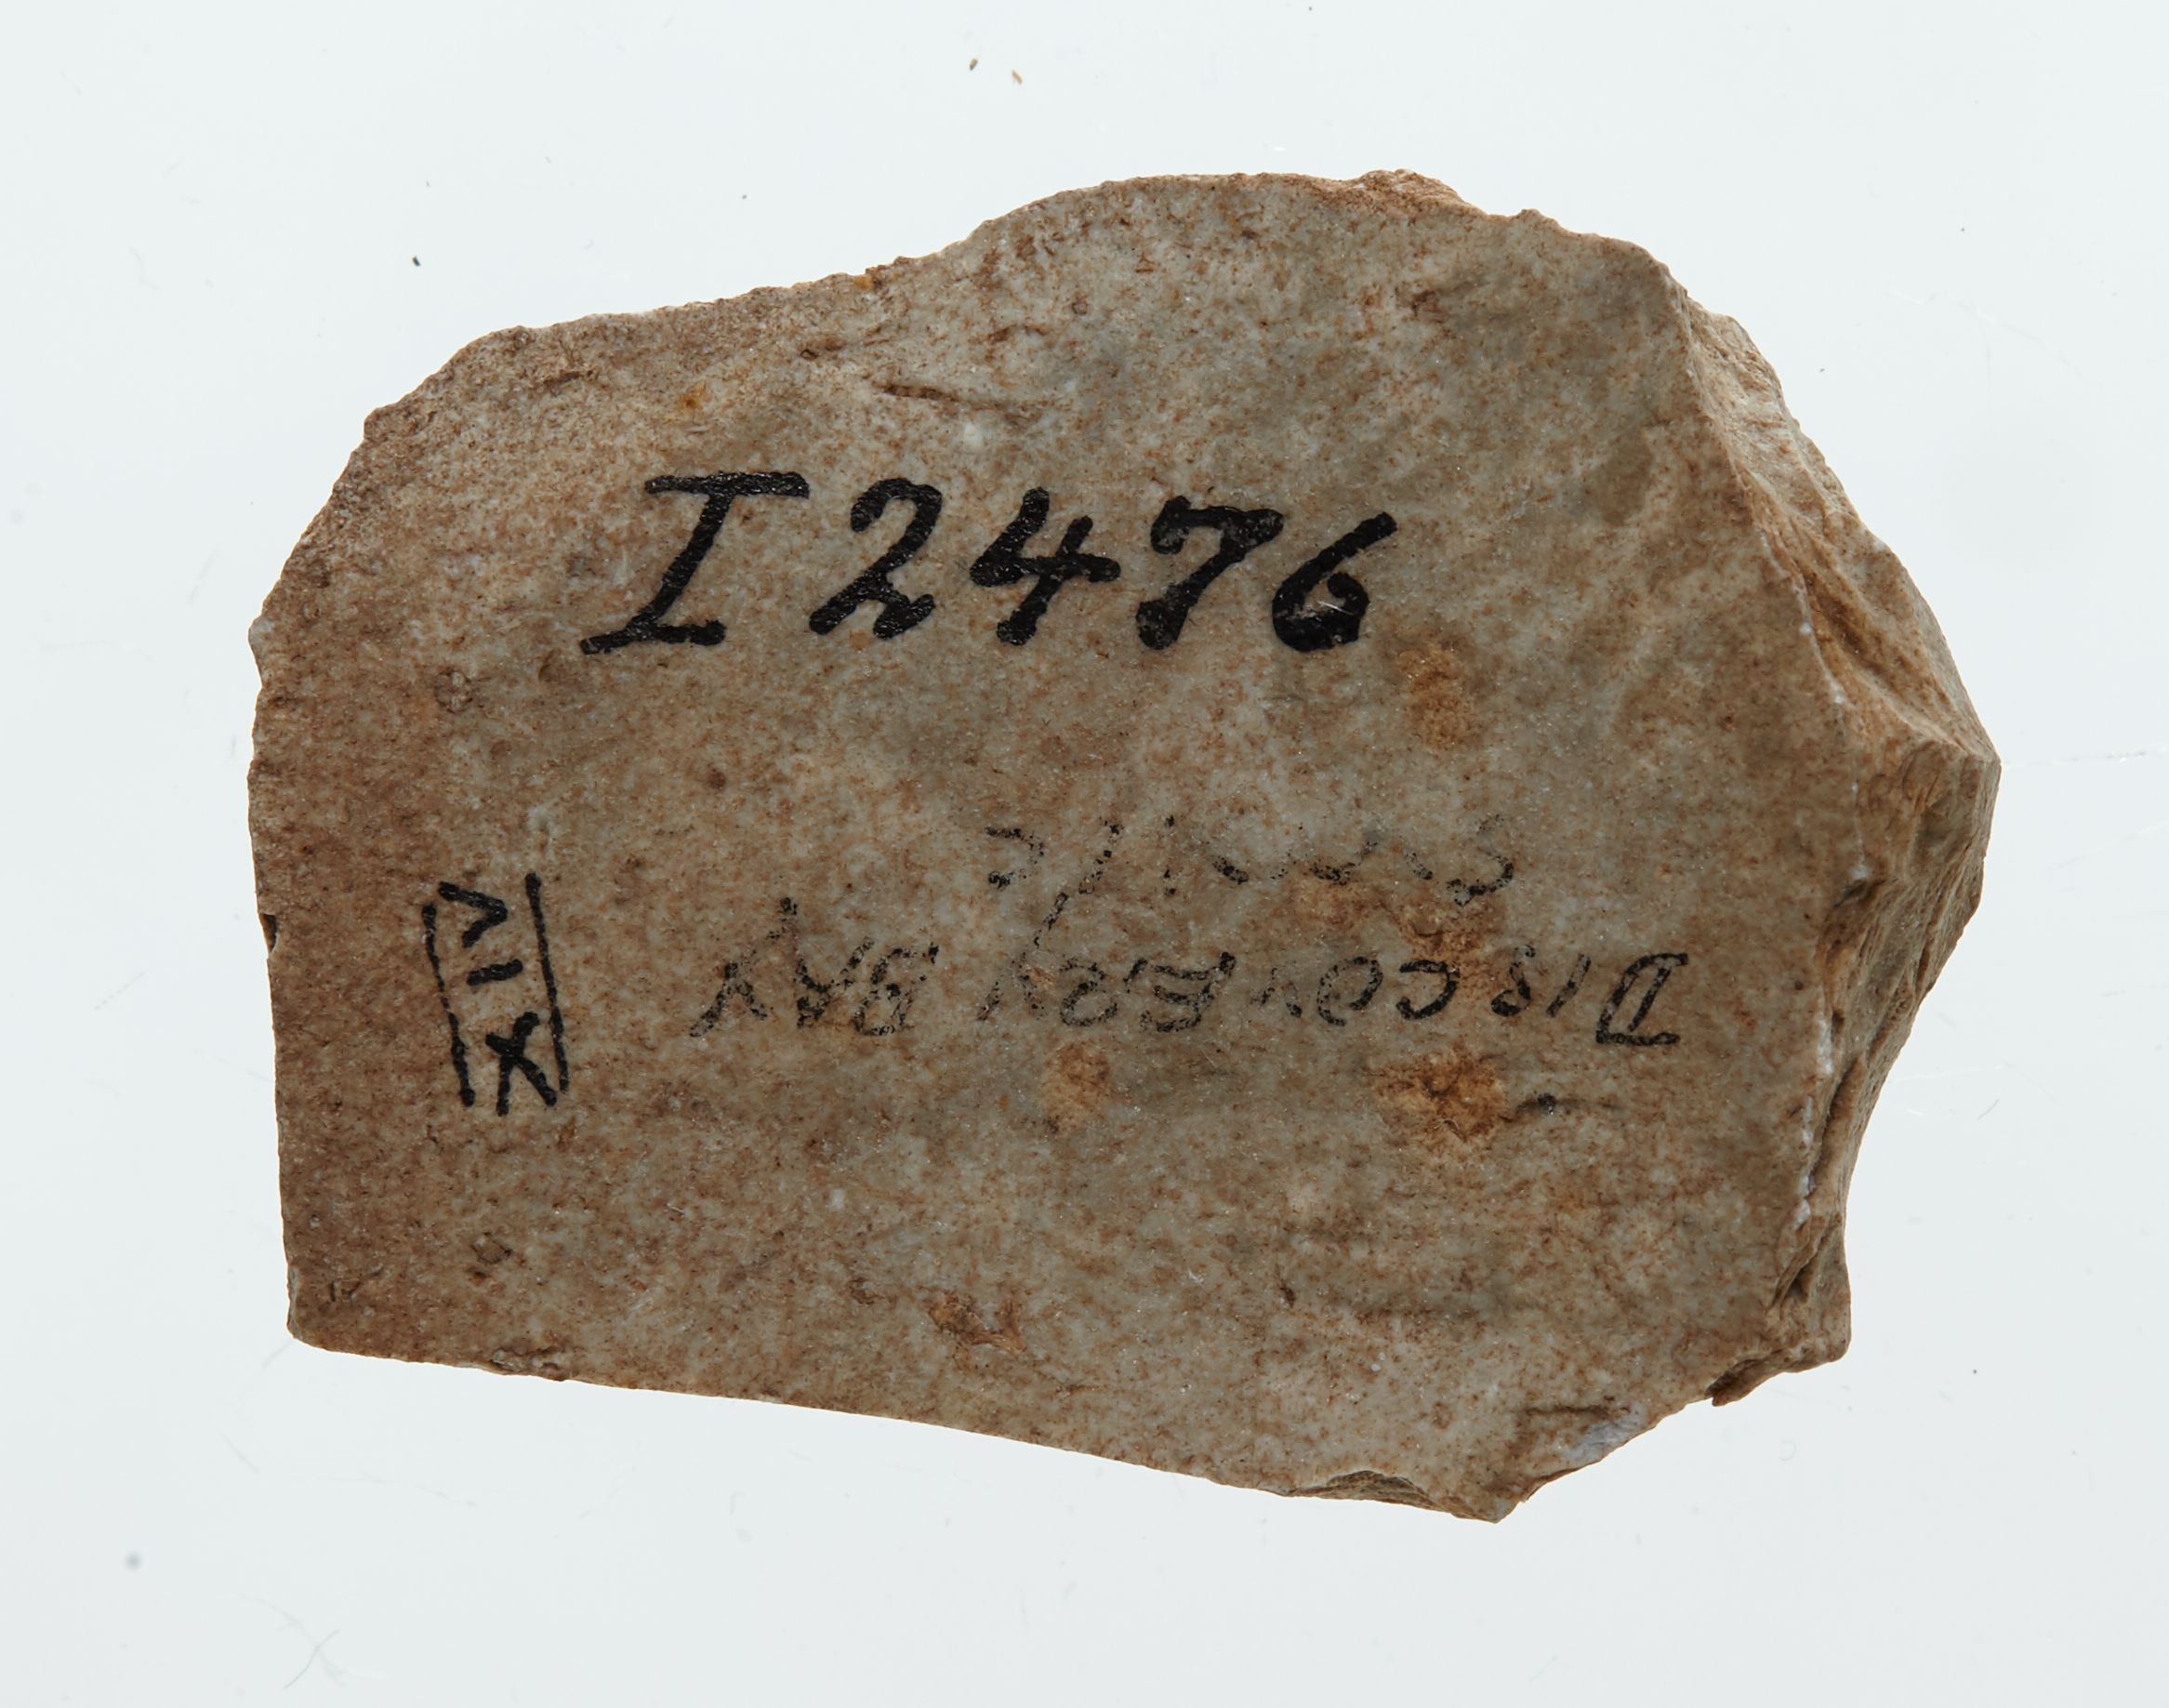 I 2476
XIV
DISCOVERY BAY